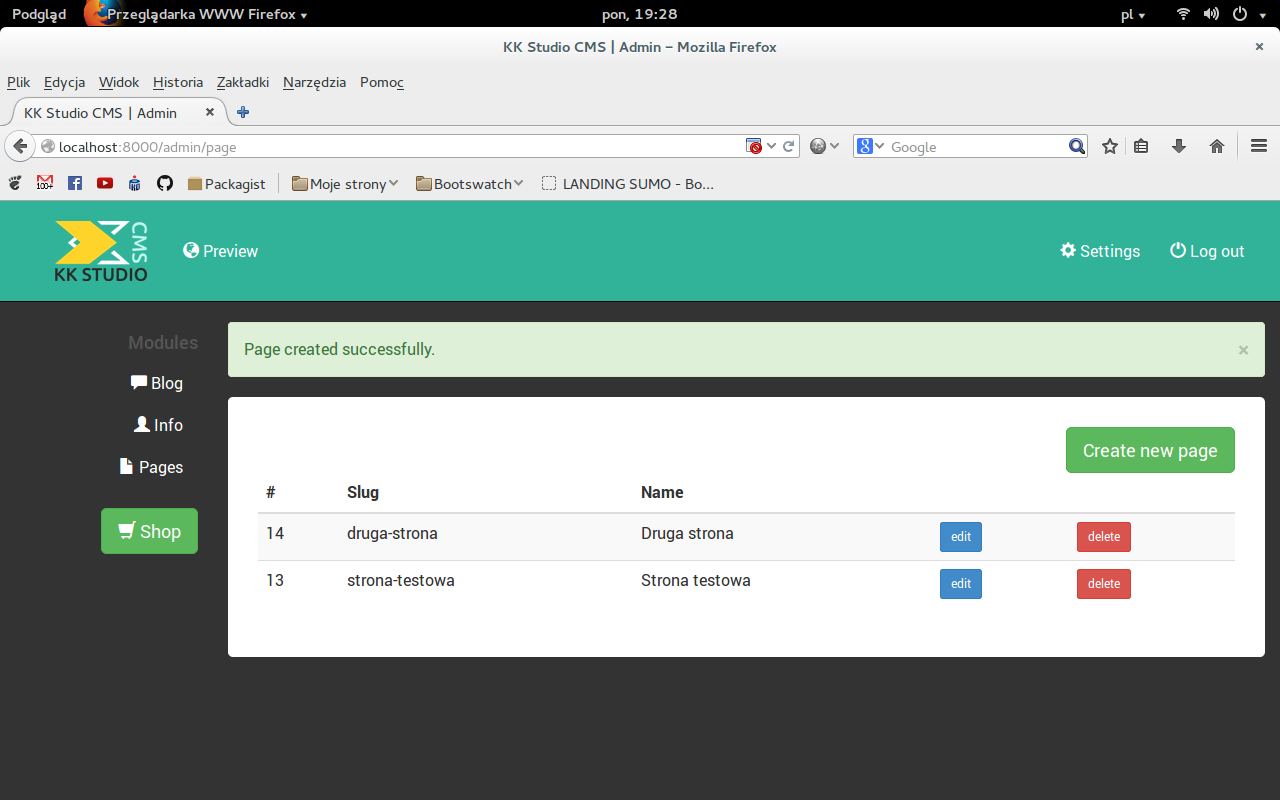 Podgląd Przeglądarka WWW Firefox pon, 19:28 pl
KK Studio CMS | Admin - Mozilla Firefox
Plik Edycja Widok Historia Zakładki Narzędzia Pomoc
KK Studio CMS | Admin
localhost:8000/admin/page Google
100+ Packagist Moje strony Bootswatch LANDING SUMO - Bo...
CMS
KK STUDIO
Preview Settings Log out
Modules
Blog
Info
Pages
Shop
Page created successfully.
Create new page
# Slug Name
14 druga-strona Druga strona edit delete
13 strona-testowa Strona testowa edit delete